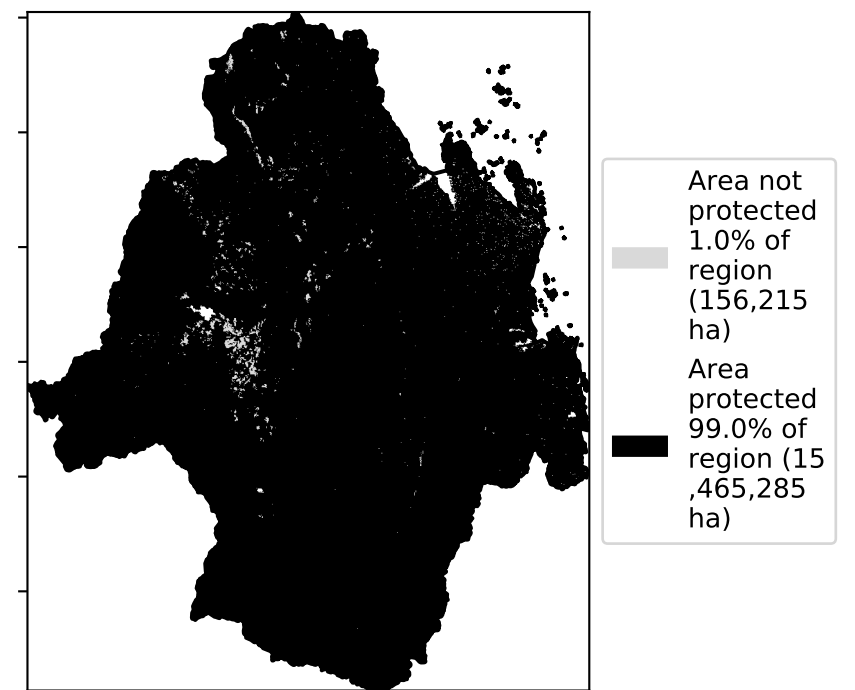 Area not
protected
1.0% of
region
(156,215
ha)
Area
protected
99.0% of
region (15
,465,285
ha)